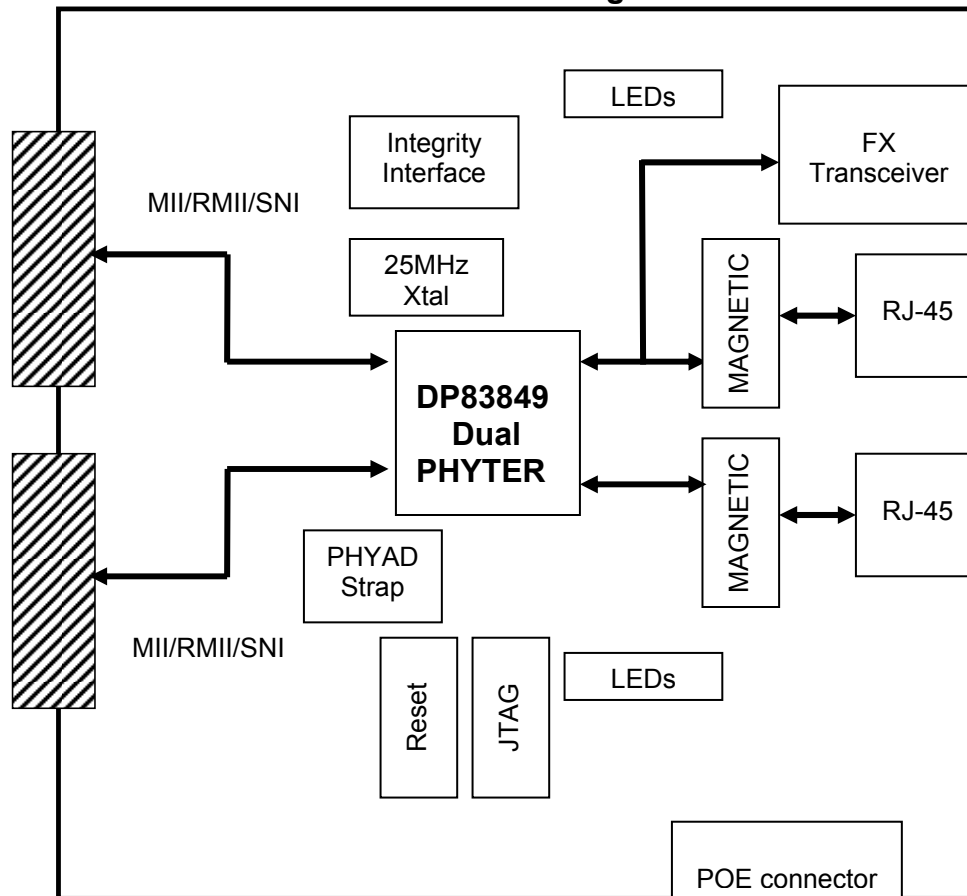 LEDs
FX
Transceiver
Integrity
Interface
MII/RMII/SNI
25MHz
Xtal
MAGNETIC
RJ-45
DP83849
Dual
PHYTER
MAGNETIC
RJ-45
PHYAD
Strap
MII/RMII/SNI
Reset
JTAG
LEDs
POE connector